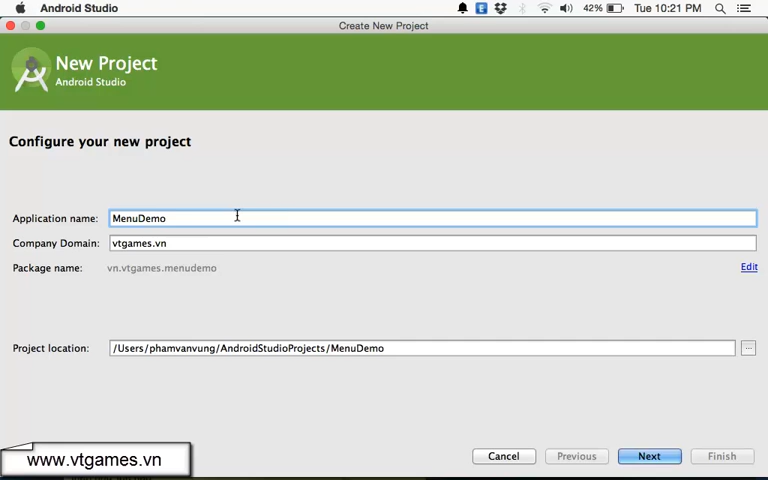 Android Studio
42%
Tue 10:21 PM
Create New Project
New Project
Android Studio
Configure your new project
Application name: MenuDemo
Company Domain: vtgames.vn
Package name: vn.vtgames.menudemo
Edit
Project location: /Users/phamvanvung/AndroidStudioProjects/MenuDemo
...
www.vtgames.vn
Cancel
Previous
Next
Finish